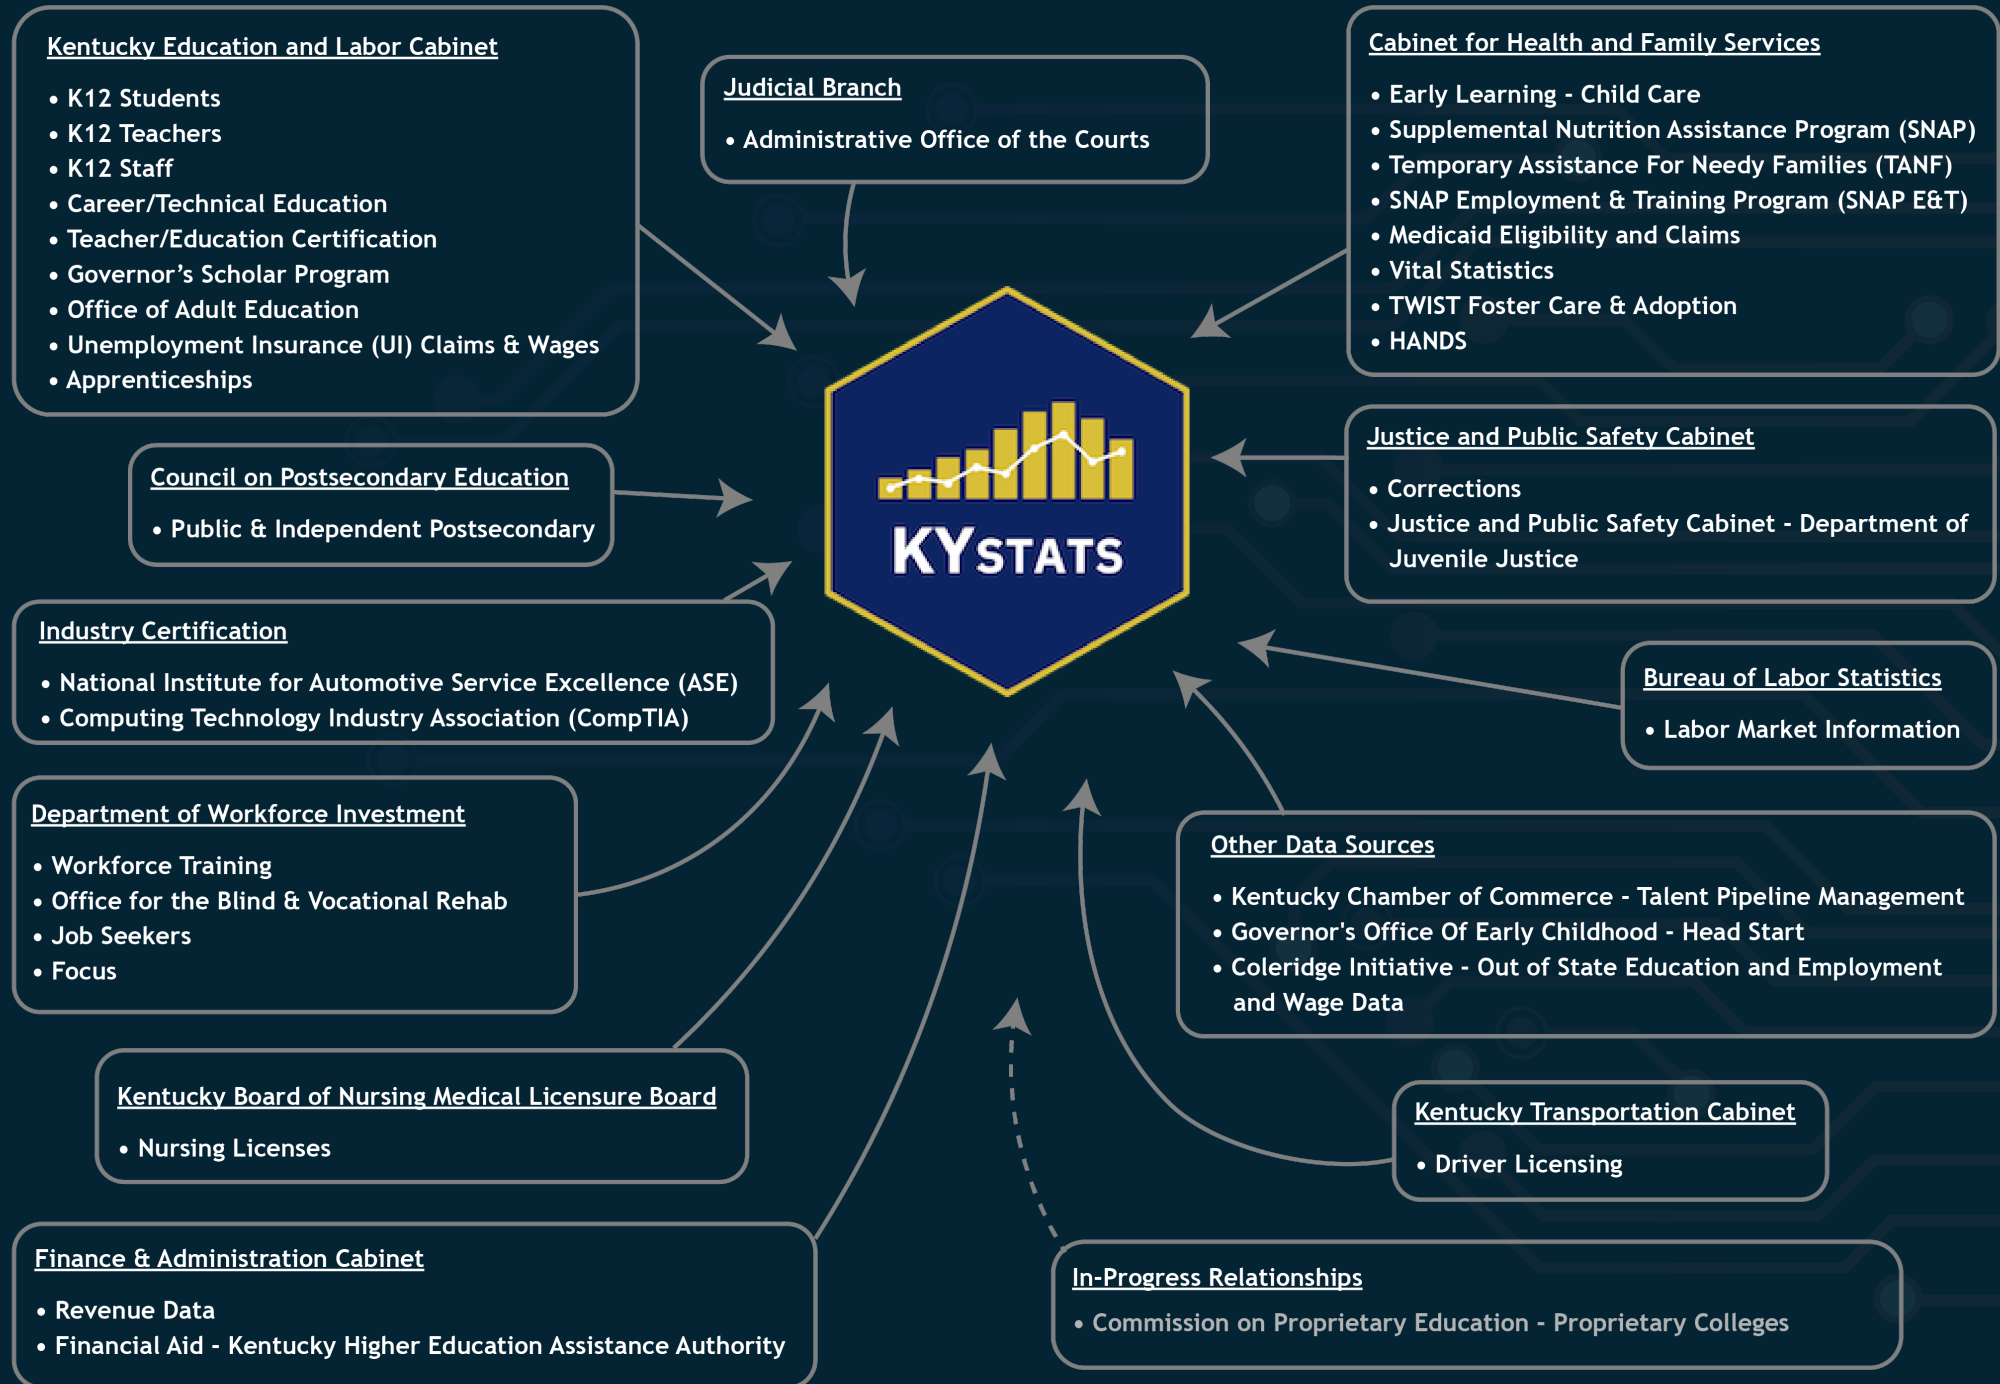 Kentucky Education and Labor Cabinet
• K12 Students
• K12 Teachers
• K12 Staff
• Career/Technical Education
• Teacher/Education Certification
• Governor’s Scholar Program
• Office of Adult Education
• Unemployment Insurance (UI) Claims & Wages
• Apprenticeships
Judicial Branch
• Administrative Office of the Courts
Cabinet for Health and Family Services
• Early Learning - Child Care
• Supplemental Nutrition Assistance Program (SNAP)
• Temporary Assistance For Needy Families (TANF)
• SNAP Employment & Training Program (SNAP E&T)
• Medicaid Eligibility and Claims
• Vital Statistics
• TWIST Foster Care & Adoption
• HANDS
Council on Postsecondary Education
• Public & Independent Postsecondary
KYSTATS
Justice and Public Safety Cabinet
• Corrections
• Justice and Public Safety Cabinet - Department of
Juvenile Justice
Industry Certification
• National Institute for Automotive Service Excellence (ASE)
• Computing Technology Industry Association (CompTIA)
Bureau of Labor Statistics
• Labor Market Information
Department of Workforce Investment
• Workforce Training
• Office for the Blind & Vocational Rehab
• Job Seekers
• Focus
Other Data Sources
• Kentucky Chamber of Commerce - Talent Pipeline Management
• Governor's Office Of Early Childhood - Head Start
• Coleridge Initiative - Out of State Education and Employment
and Wage Data
Kentucky Board of Nursing Medical Licensure Board
• Nursing Licenses
Kentucky Transportation Cabinet
• Driver Licensing
Finance & Administration Cabinet
• Revenue Data
• Financial Aid - Kentucky Higher Education Assistance Authority
In-Progress Relationships
• Commission on Proprietary Education - Proprietary Colleges